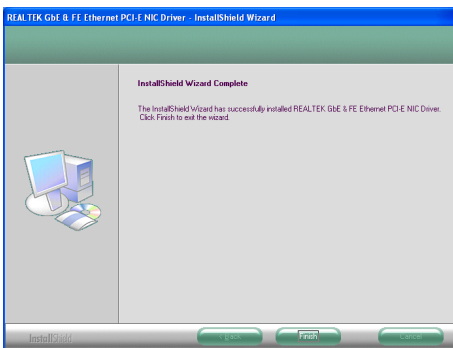 REALTEK GbE & FE Ethernet PCI-E NIC Driver - InstallShield Wizard
InstallShield Wizard Complete
The InstallShield Wizard has successfully installed REALTEK GbE & FE Ethernet PCI-E NIC Driver.
Click Finish to exit the wizard.
InstallShield
< Back
Finish
Cancel